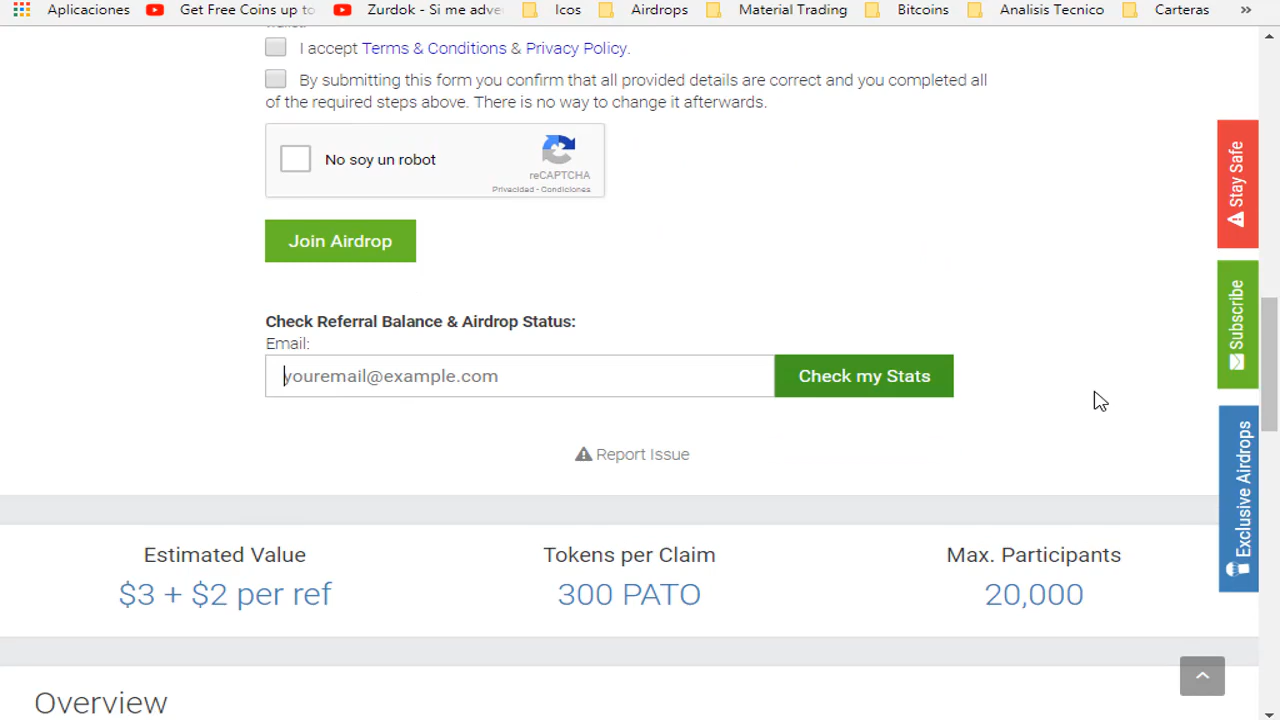 Aplicaciones Get Free Coins up to Zurdok - Si me adve Icos Airdrops Material Trading Bitcoins Analisis Tecnico Carteras »
I accept Terms & Conditions & Privacy Policy.
By submitting this form you confirm that all provided details are correct and you completed all
of the required steps above. There is no way to change it afterwards.
No soy un robot
reCAPTCHA
Privacidad - Condiciones
Join Airdrop
Check Referral Balance & Airdrop Status:
Email:
youremail@example.com
Check my Stats
Report Issue
Stay Safe
Subscribe
Exclusive Airdrops
Estimated Value
$3 + $2 per ref
Tokens per Claim
300 PATO
Max. Participants
20,000
Overview